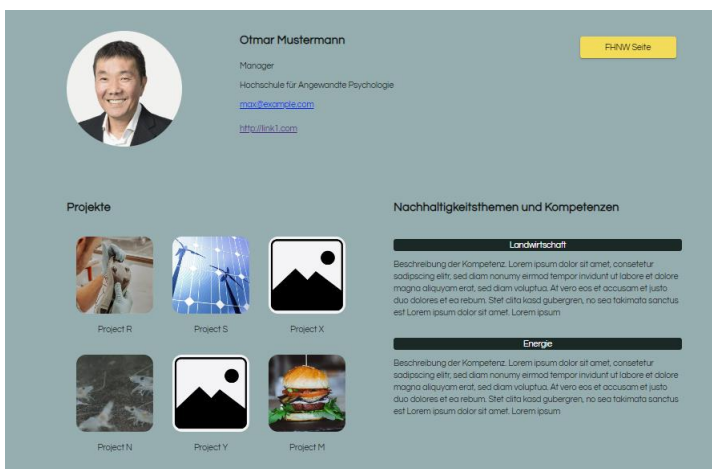 Otmar Mustermann
FHNW Seite
Manager
Hochschule für Angewandte Psychologie
max@example.com
http://link1.com
Projekte
Project R
Project S
Project X
Project N
Project Y
Project M
Nachhaltigkeitsthemen und Kompetenzen
Landwirtschaft
Beschreibung der Kompetenz. Lorem ipsum dolor sit amet, consetetur
sadipscing elitr, sed diam nonumy eirmod tempor invidunt ut labore et dolore
magna aliquyam erat, sed diam voluptua. At vero eos et accusam et justo
duo dolores et ea rebum. Stet clita kasd gubergren, no sea takimata sanctus
est Lorem ipsum dolor sit amet. Lorem ipsum
Energie
Beschreibung der Kompetenz. Lorem ipsum dolor sit amet, consetetur
sadipscing elitr, sed diam nonumy eirmod tempor invidunt ut labore et dolore
magna aliquyam erat, sed diam voluptua. At vero eos et accusam et justo
duo dolores et ea rebum. Stet clita kasd gubergren, no sea takimata sanctus
est Lorem ipsum dolor sit amet. Lorem ipsum